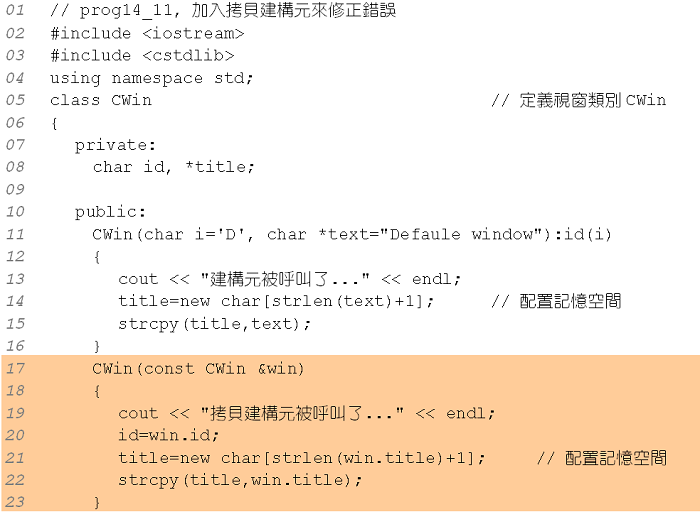 01 // prog14_11, 加入拷貝建構元來修正錯誤
02 #include <iostream>
03 #include <cstdlib>
04 using namespace std;
05 class CWin // 定義視窗類別 CWin
06 {
07 private:
08 char id, *title;
09
10 public:
11 CWin(char i='D', char *text="Defaule window"):id(i)
12 {
13 cout << "建構元被呼叫了..." << endl;
14 title=new char[strlen(text)+1]; // 配置記憶空間
15 strcpy(title,text);
16 }
17 CWin(const CWin &win)
18 {
19 cout << "拷貝建構元被呼叫了..." << endl;
20 id=win.id;
21 title=new char[strlen(win.title)+1]; // 配置記憶空間
22 strcpy(title,win.title);
23 }